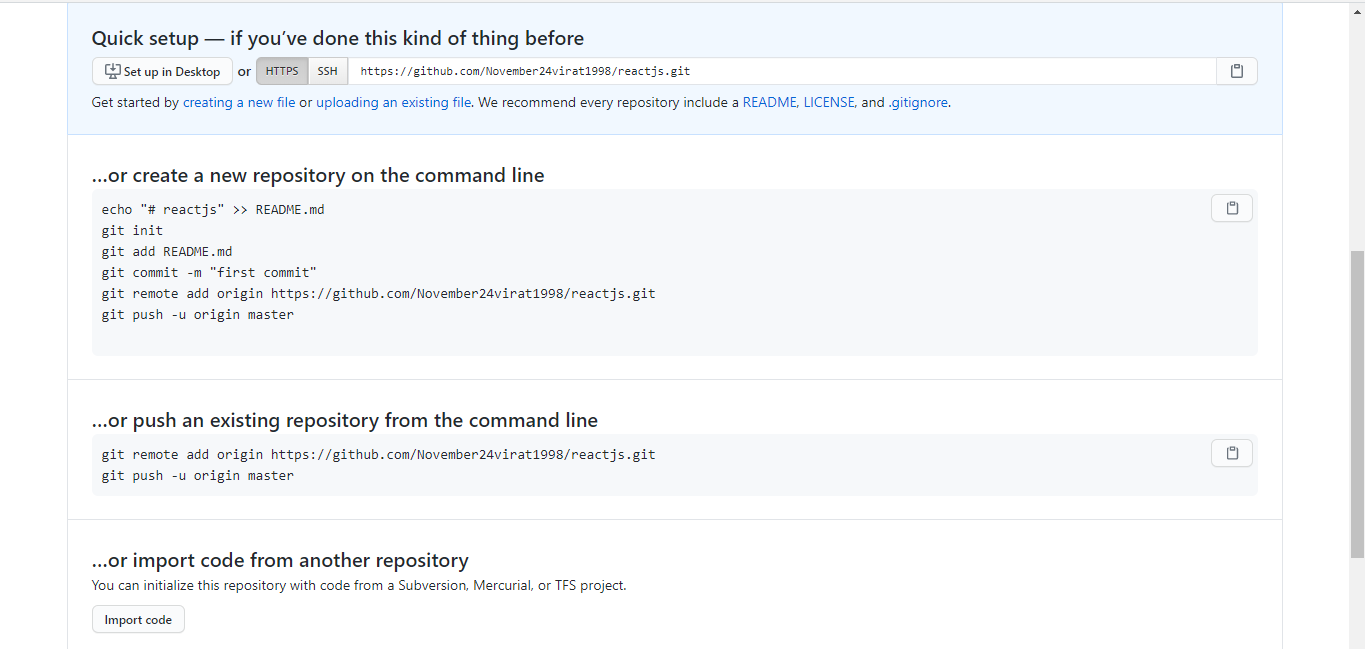 Quick setup — if you’ve done this kind of thing before
Set up in Desktop or HTTPS SSH https://github.com/November24virat1998/reactjs.git
Get started by creating a new file or uploading an existing file. We recommend every repository include a README, LICENSE, and .gitignore.
…or create a new repository on the command line
echo "# reactjs" >> README.md
git init
git add README.md
git commit -m "first commit"
git remote add origin https://github.com/November24virat1998/reactjs.git
git push -u origin master
…or push an existing repository from the command line
git remote add origin https://github.com/November24virat1998/reactjs.git
git push -u origin master
…or import code from another repository
You can initialize this repository with code from a Subversion, Mercurial, or TFS project.
Import code